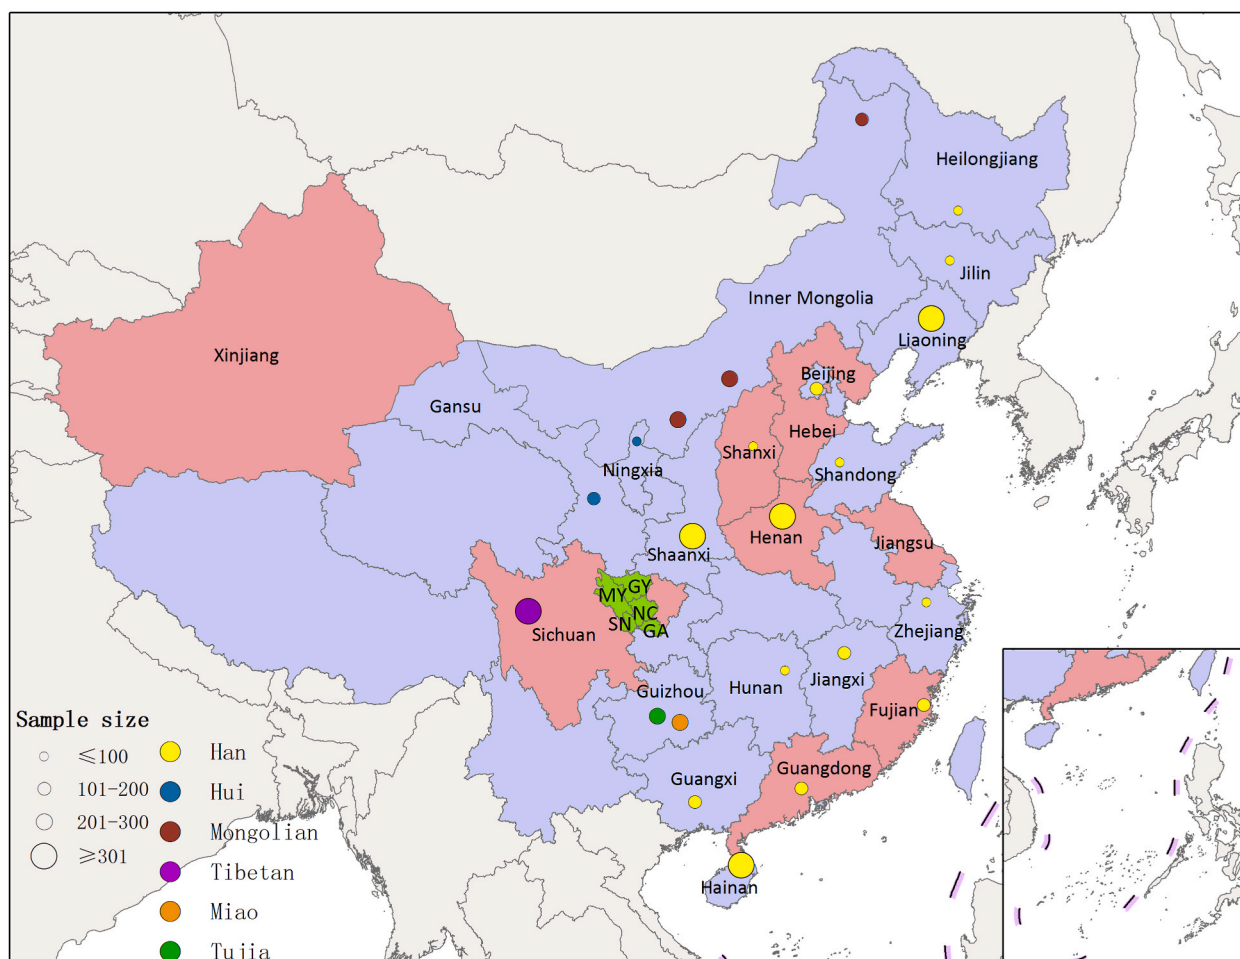 Heilongjiang
Jilin
Inner Mongolia
Liaoning
Xinjiang
Beijing
Gansu
Hebei
Shanxi
Ningxia
Shandong
Henan
Jiangsu
Shaanxi
GY
MY
NC
SN
GA
Sichuan
Zhejiang
Guizhou
Hunan
Jiangxi
Fujian
Guangxi
Guangdong
Hainan
Sample size
≤100
101-200
201-300
≥301
Han
Hui
Mongolian
Tibetan
Miao
Tujia